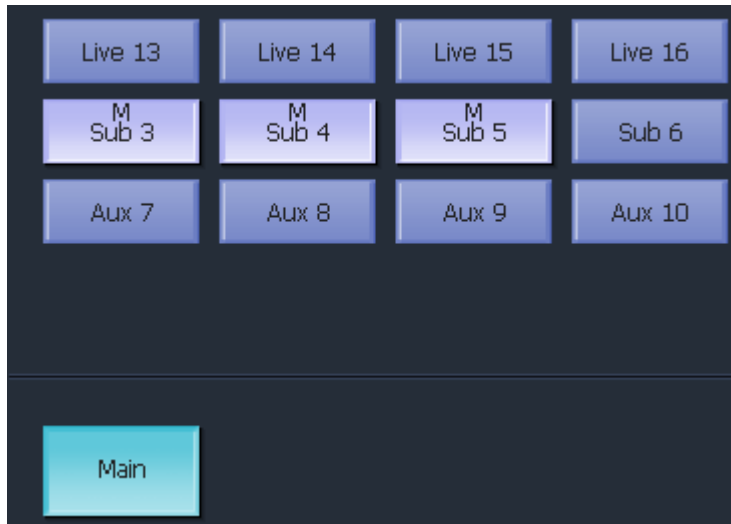 Live 13 Live 14 Live 15 Live 16
M M M
Sub 3 Sub 4 Sub 5 Sub 6
Aux 7 Aux 8 Aux 9 Aux 10
Main